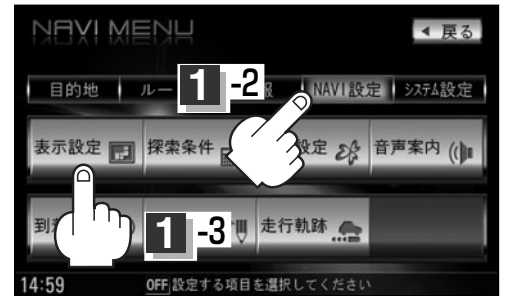 NAVI MENU
戻る
目的地 ルー 1 -2 報 NAVI設定 システム設定
表示設定 探索条件 設定 音声案内
到 1 -3 走行軌跡
14:59 OFF 設定する項目を選択してください